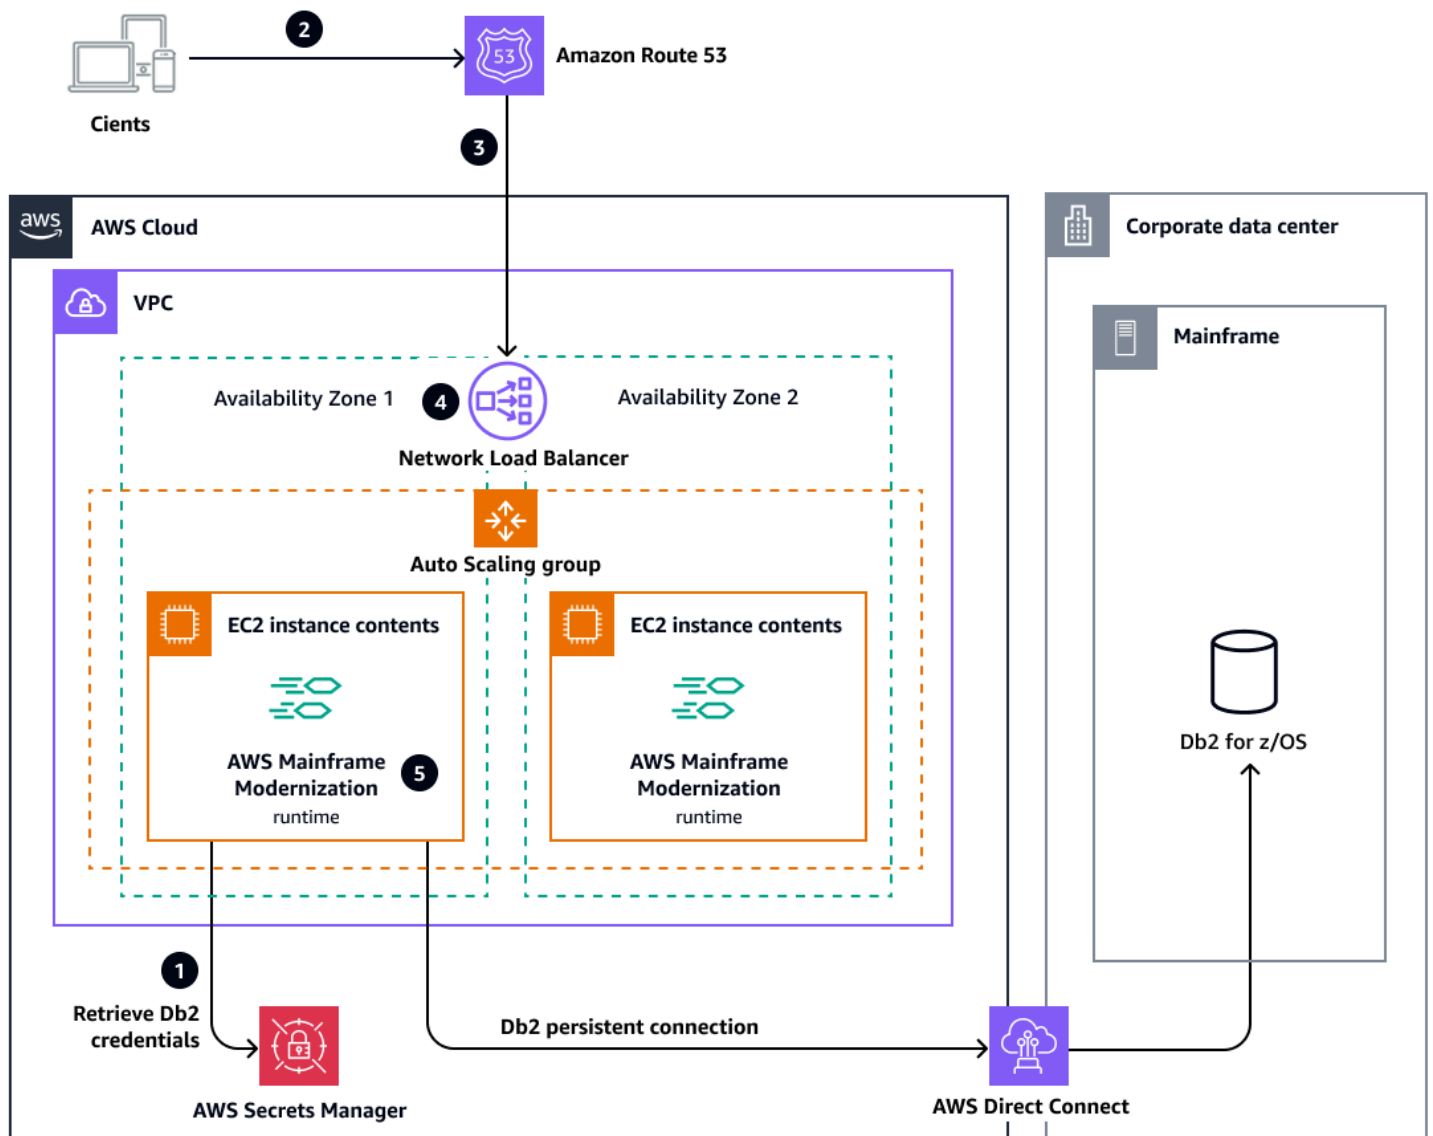 2
53
Amazon Route 53
Cients
3
aws
AWS Cloud
Corporate data center
VPC
Mainframe
Availability Zone 1
4
Availability Zone 2
Network Load Balancer
Auto Scaling group
EC2 instance contents
EC2 instance contents
AWS Mainframe
Modernization
runtime
5
AWS Mainframe
Modernization
runtime
Db2 for z/OS
1
Retrieve Db2
credentials
Db2 persistent connection
AWS Secrets Manager
AWS Direct Connect